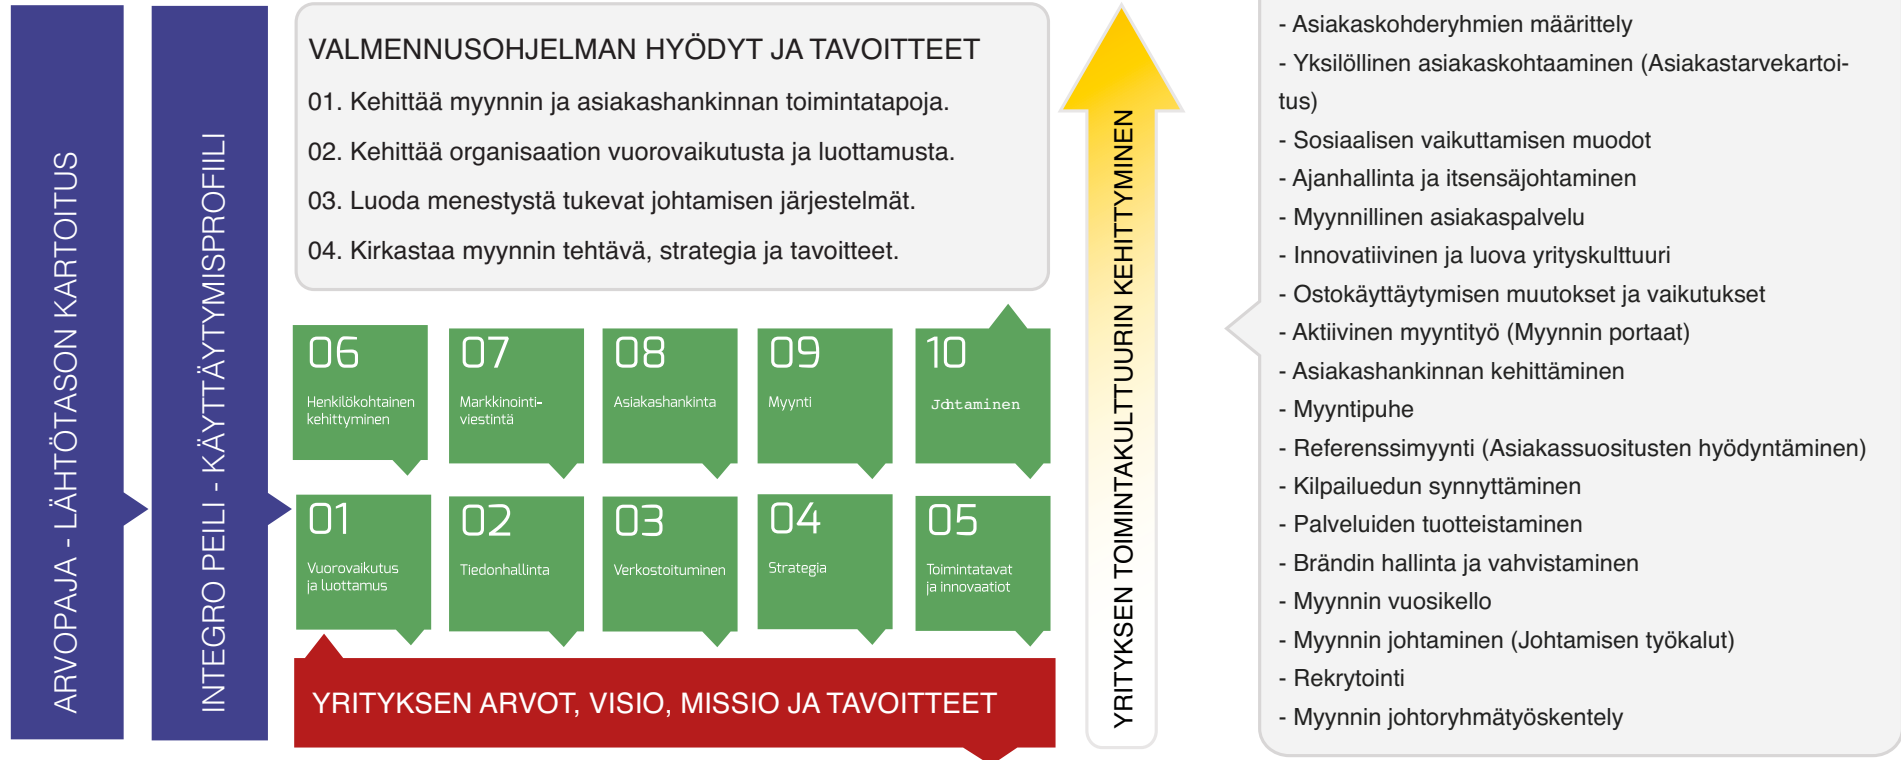 ARVOPAJA - LÄHTÖTASON KARTOITUS
INTEGRO PEILI - KÄYTTÄYTYMISPROFIILI
VALMENNUSOHJELMAN HYÖDYT JA TAVOITTEET
01. Kehittää myynnin ja asiakashankinnan toimintatapoja.
02. Kehittää organisaation vuorovaikutusta ja luottamusta.
03. Luoda menestystä tukevat johtamisen järjestelmät.
04. Kirkastaa myynnin tehtävä, strategia ja tavoitteet.
06
Henkilökohtainen
kehittyminen
07
Markkinointi-
viestintä
08
Asiakashankinta
09
Myynti
10
Johtaminen
01
Vuorovaikutus
ja luottamus
02
Tiedonhallinta
03
Verkostoituminen
04
Strategia
05
Toimintatavat
ja innovaatiot
YRITYKSEN ARVOT, VISIO, MISSIO JA TAVOITTEET
YRITYKSEN TOIMINTAKULTTUURIN KEHITTYMINEN
- Asiakaskohderyhmien määrittely
- Yksilöllinen asiakaskohtaaminen (Asiakastarvekartoi-
tus)
- Sosiaalisen vaikuttamisen muodot
- Ajanhallinta ja itsensäjohtaminen
- Myynnillinen asiakaspalvelu
- Innovatiivinen ja luova yrityskulttuuri
- Ostokäyttäytymisen muutokset ja vaikutukset
- Aktiivinen myyntityö (Myynnin portaat)
- Asiakashankinnan kehittäminen
- Myyntipuhe
- Referenssimyynti (Asiakassuositusten hyödyntäminen)
- Kilpailuedun synnyttäminen
- Palveluiden tuotteistaminen
- Brändin hallinta ja vahvistaminen
- Myynnin vuosikello
- Myynnin johtaminen (Johtamisen työkalut)
- Rekrytointi
- Myynnin johtoryhmätyöskentely